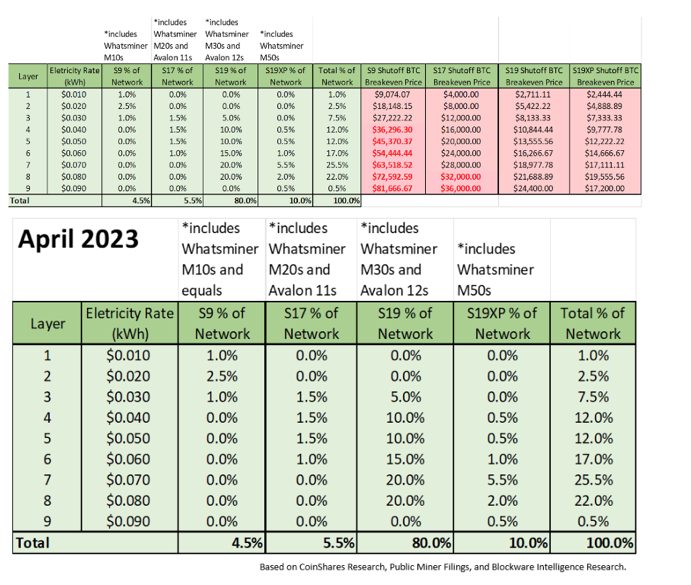 *includes *includes
*includes Whatsminer Whatsminer *includes
Whatsminer M20s and M30s and Whatsminer
M10s Avalon 11s Avalon 12s M50s
Layer Eletricity Rate (kWh) S9 % of Network S17 % of Network S19 % of Network S19XP % of Network Total % of Network S9 Shutoff BTC Breakeven Price S17 Shutoff BTC Breakeven Price S19 Shutoff BTC Breakeven Price S19XP Shutoff BTC Breakeven Price
1 $0.010 1.0% 0.0% 0.0% 0.0% 1.0% $9,074.07 $4,000.00 $2,711.11 $2,444.44
2 $0.020 2.5% 0.0% 0.0% 0.0% 2.5% $18,148.15 $8,000.00 $5,422.22 $4,888.89
3 $0.030 1.0% 1.5% 5.0% 0.0% 7.5% $27,222.22 $12,000.00 $8,133.33 $7,333.33
4 $0.040 0.0% 1.5% 10.0% 0.5% 12.0% $36,296.30 $16,000.00 $10,844.44 $9,777.78
5 $0.050 0.0% 1.5% 10.0% 0.5% 12.0% $45,370.37 $20,000.00 $13,555.56 $12,222.22
6 $0.060 0.0% 1.0% 15.0% 1.0% 17.0% $54,444.44 $24,000.00 $16,266.67 $14,666.67
7 $0.070 0.0% 0.0% 20.0% 5.5% 25.5% $63,518.52 $28,000.00 $18,977.78 $17,111.11
8 $0.080 0.0% 0.0% 20.0% 2.0% 22.0% $72,592.59 $32,000.00 $21,688.89 $19,555.56
9 $0.090 0.0% 0.0% 0.0% 0.5% 0.5% $81,666.67 $36,000.00 $24,400.00 $17,200.00
Total 4.5% 5.5% 80.0% 10.0% 100.0%
April 2023
*includes *includes *includes
Whatsminer Whatsminer Whatsminer *includes
M10s and M20s and M30s and Whatsminer
equals Avalon 11s Avalon 12s M50s
Layer Eletricity Rate (kWh) S9 % of Network S17 % of Network S19 % of Network S19XP % of Network Total % of Network
1 $0.010 1.0% 0.0% 0.0% 0.0% 1.0%
2 $0.020 2.5% 0.0% 0.0% 0.0% 2.5%
3 $0.030 1.0% 1.5% 5.0% 0.0% 7.5%
4 $0.040 0.0% 1.5% 10.0% 0.5% 12.0%
5 $0.050 0.0% 1.5% 10.0% 0.5% 12.0%
6 $0.060 0.0% 1.0% 15.0% 1.0% 17.0%
7 $0.070 0.0% 0.0% 20.0% 5.5% 25.5%
8 $0.080 0.0% 0.0% 20.0% 2.0% 22.0%
9 $0.090 0.0% 0.0% 0.0% 0.5% 0.5%
Total 4.5% 5.5% 80.0% 10.0% 100.0%
Based on CoinShares Research, Public Miner Filings, and Blockware Intelligence Research.